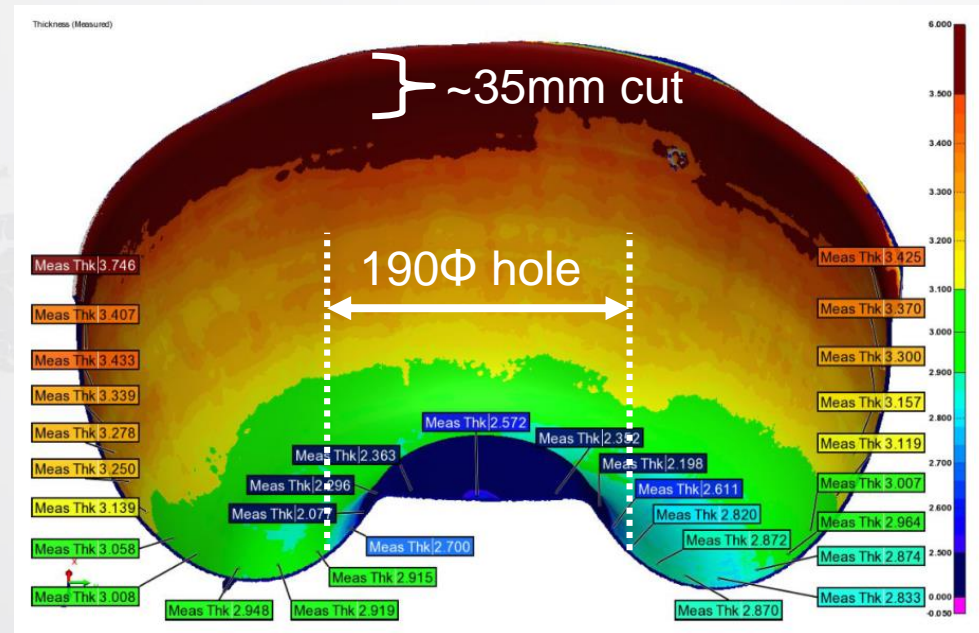 Thickness (Measured)
6.000
3.500
3.400
3.300
3.200
3.100
3.000
2.900
2.800
2.700
2.600
2.500
0.000
-0.050
~35mm cut
190Φ hole
Meas Thk 3.746
Meas Thk 3.407
Meas Thk 3.433
Meas Thk 3.339
Meas Thk 3.278
Meas Thk 3.250
Meas Thk 3.139
Meas Thk 3.058
Meas Thk 3.008
Meas Thk 2.948
Meas Thk 2.919
Meas Thk 2.915
Meas Thk 2.700
Meas Thk 2.077
Meas Thk 2.296
Meas Thk 2.363
Meas Thk 2.572
Meas Thk 2.352
Meas Thk 2.198
Meas Thk 2.611
Meas Thk 2.820
Meas Thk 2.872
Meas Thk 2.870
Meas Thk 3.425
Meas Thk 3.370
Meas Thk 3.300
Meas Thk 3.157
Meas Thk 3.119
Meas Thk 3.007
Meas Thk 2.964
Meas Thk 2.874
Meas Thk 2.833
X